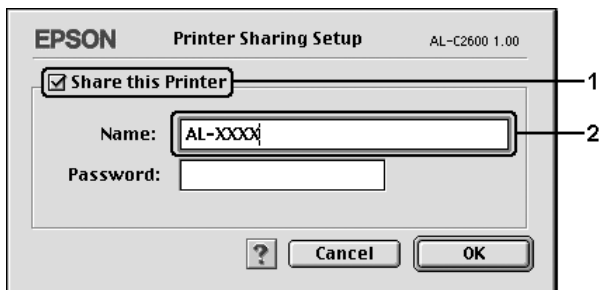 EPSON Printer Sharing Setup AL-C2600 1.00
Share this Printer 1
Name: AL-XXXX 2
Password:
? Cancel OK